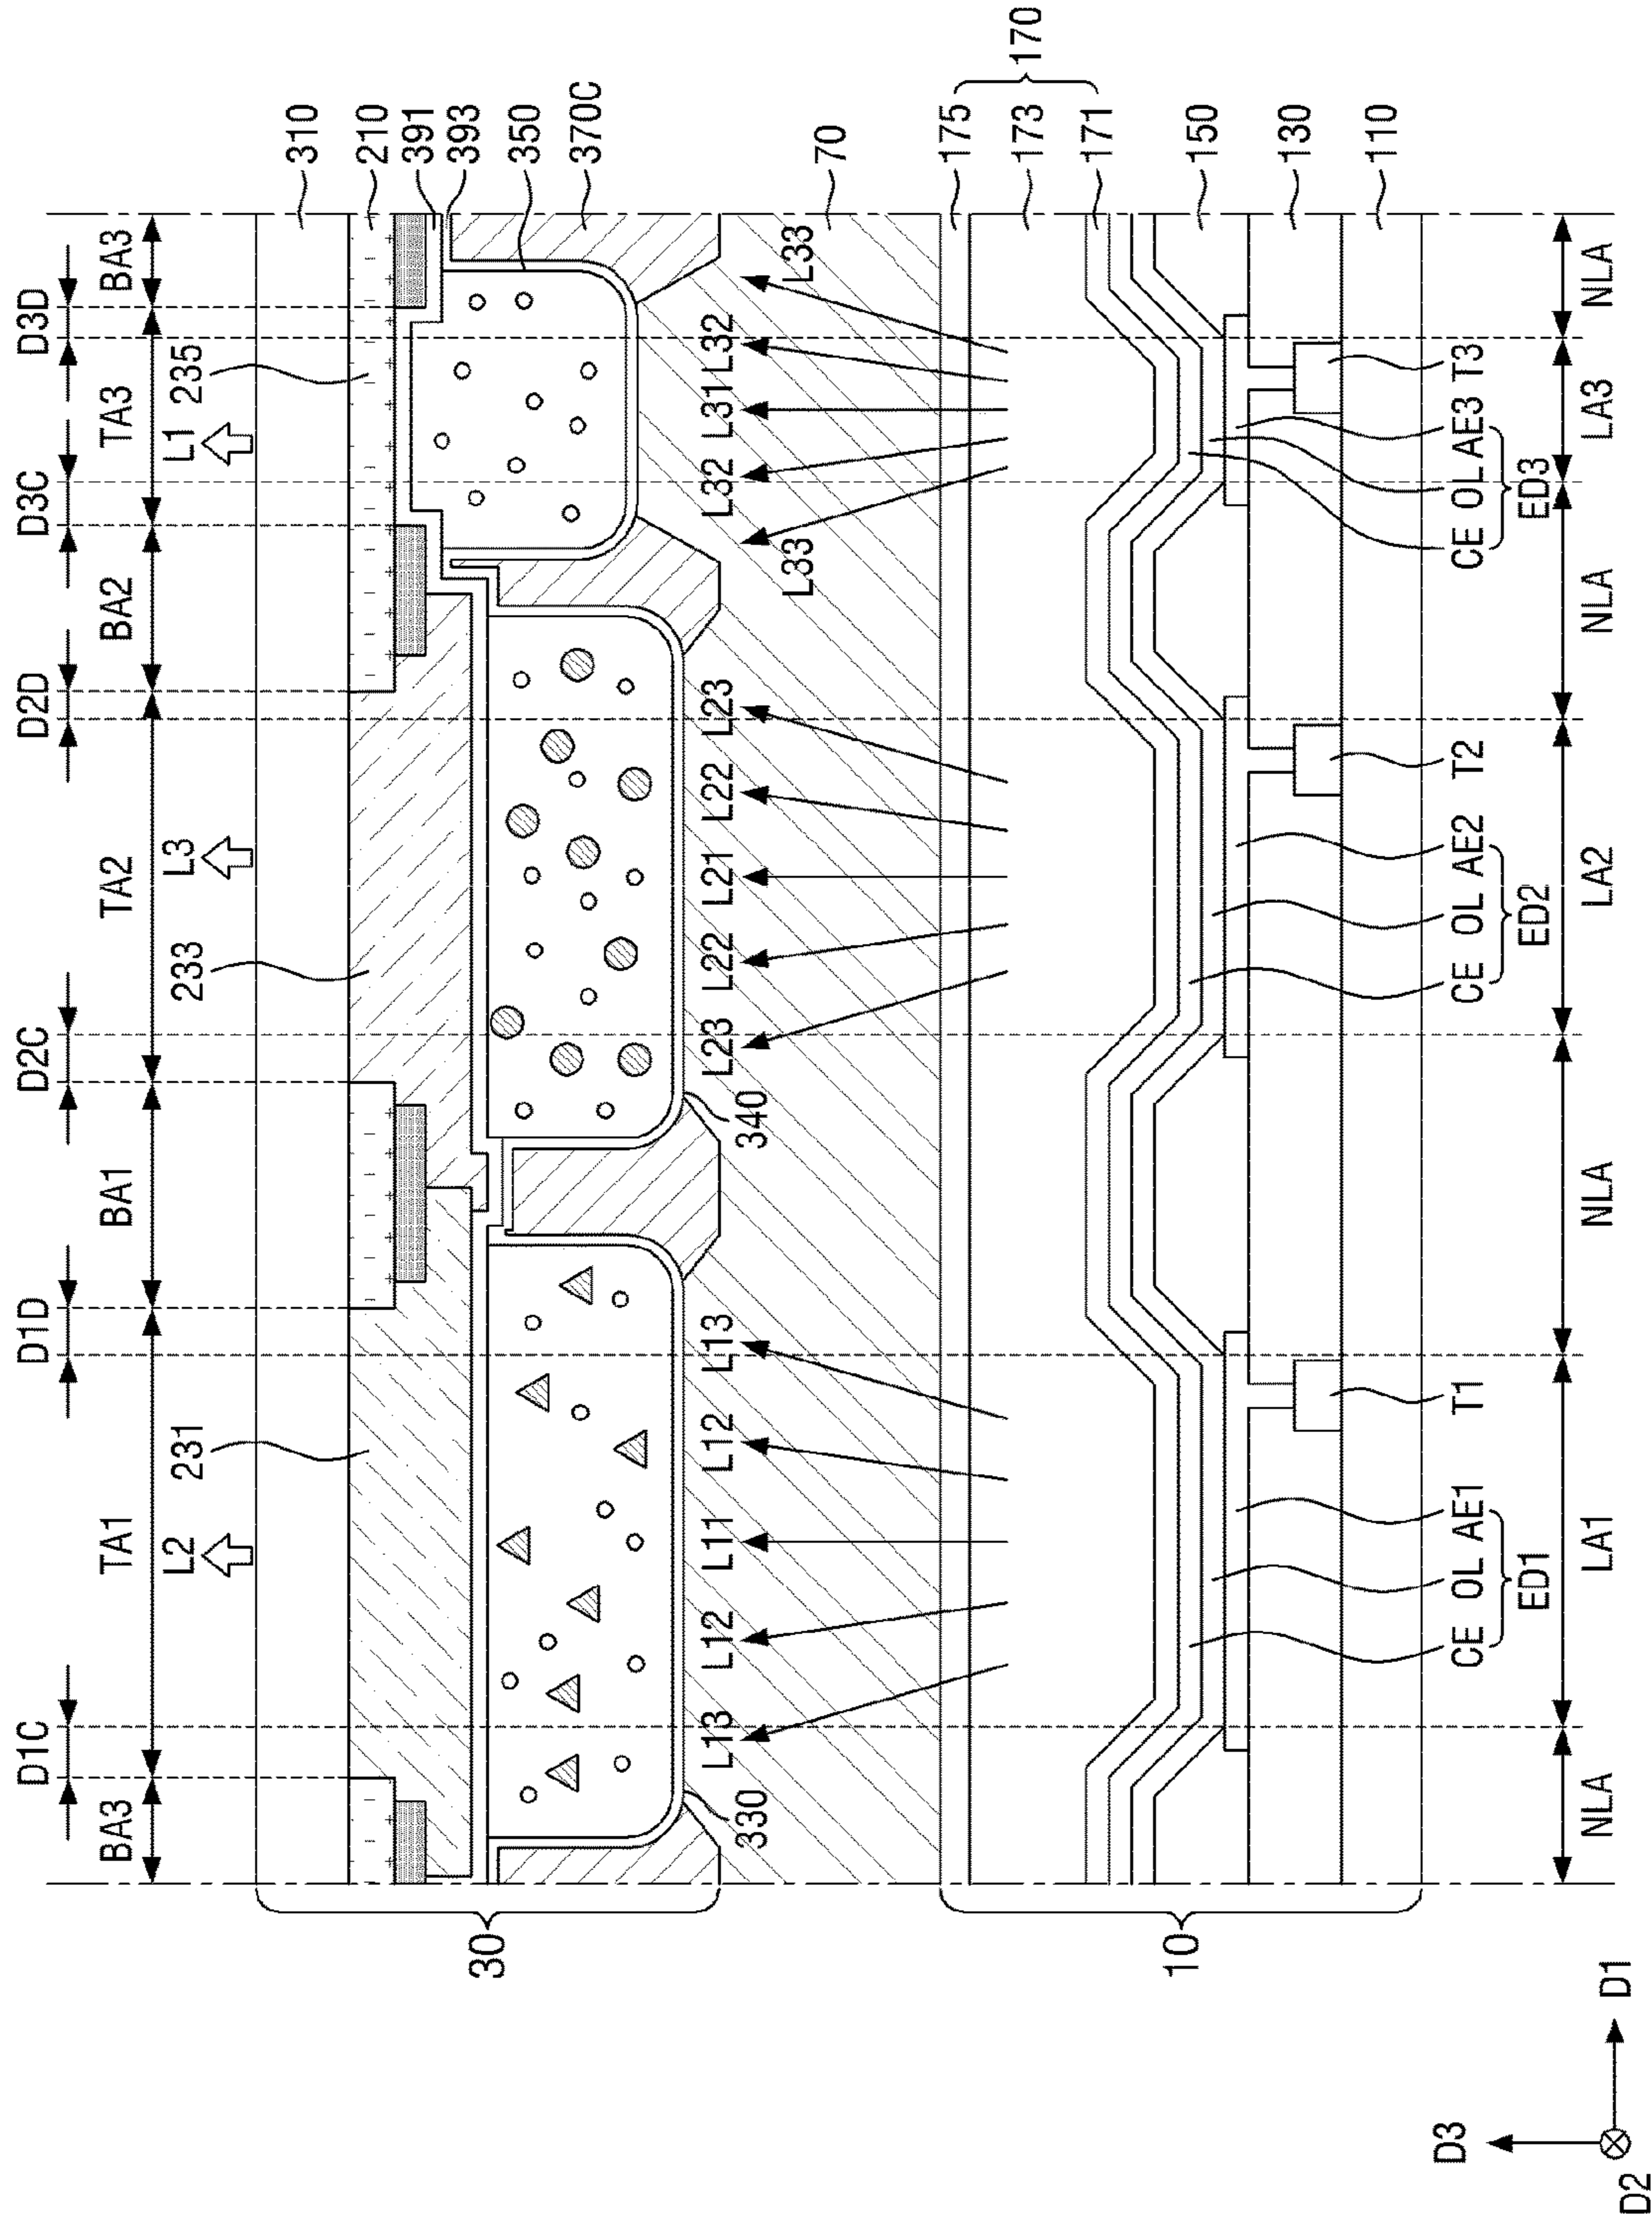 D1C D1D D2C D2D D3C D3D
BA3 TA1 BA1 TA2 BA2 TA3 BA3
L2 231 233 L3 L1 235
310
210
391
393
350
370C
30
330 L13 L12 L11 L12 L13 340 L23 L22 L21 L22 L23 L33 L32 L31 L32 L33
70
175
173
171
170
150
130
110
10
CE OL AE1 T1 CE OL AE2 T2 CE OL AE3 T3
ED1 ED2 ED3
NLA LA1 NLA LA2 NLA LA3 NLA
D3
D2 D1